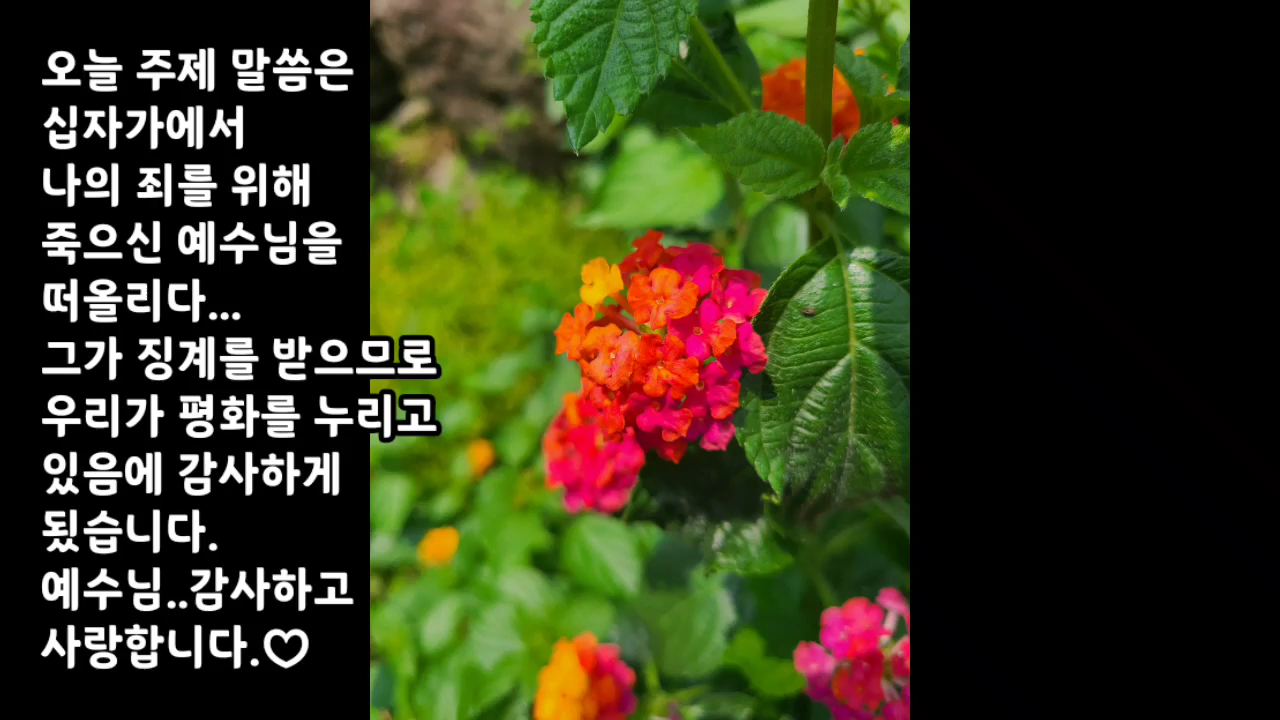 오늘 주제 말씀은
십자가에서
나의 죄를 위해
죽으신 예수님을
떠올리다...
그가 징계를 받으므로
우리가 평화를 누리고
있음에 감사하게
됬습니다.
예수님..감사하고
사랑합니다.♡